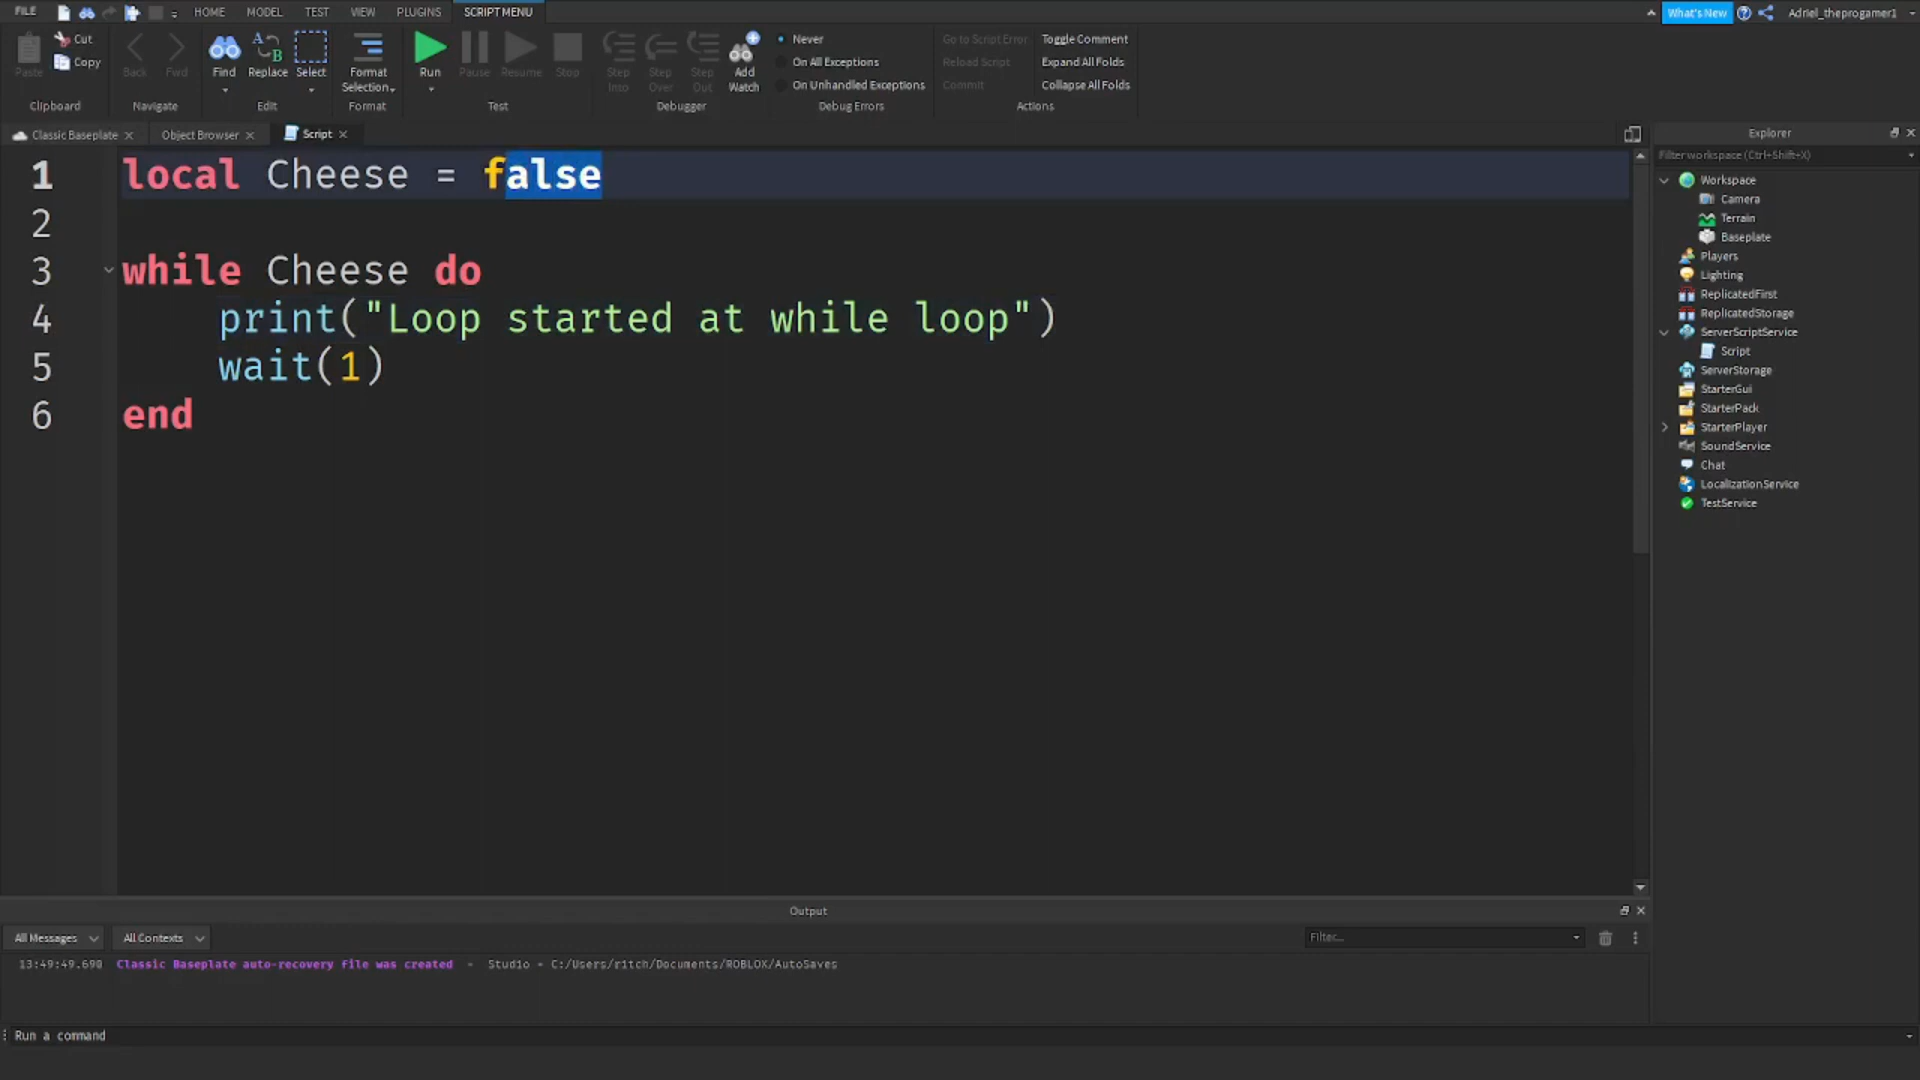 FILE HOME MODEL TEST VIEW PLUGINS SCRIPT MENU What's New Adriel_theprogamer1
Paste Cut Copy Back Fwd Find Replace Select Format Selection Run Pause Resume Stop Step Into Step Over Step Out Add Watch
Never
On All Exceptions
On Unhandled Exceptions
Go to Script Error
Reload Script
Commit
Toggle Comment
Expand All Folds
Collapse All Folds
Clipboard Navigate Edit Format Test Debugger Debug Errors Actions
Classic Baseplate Object Browser Script
1 local Cheese = false
2
3 while Cheese do
4 print("Loop started at while loop")
5 wait(1)
6 end
Explorer
Filter workspace (Ctrl+Shift+X)
Workspace
Camera
Terrain
Baseplate
Players
Lighting
ReplicatedFirst
ReplicatedStorage
ServerScriptService
Script
ServerStorage
StarterGui
StarterPack
StarterPlayer
SoundService
Chat
LocalizationService
TestService
Output
All Messages All Contexts Filter...
13:49:49.690 Classic Baseplate auto-recovery file was created - Studio - C:/Users/ritch/Documents/ROBLOX/AutoSaves
Run a command